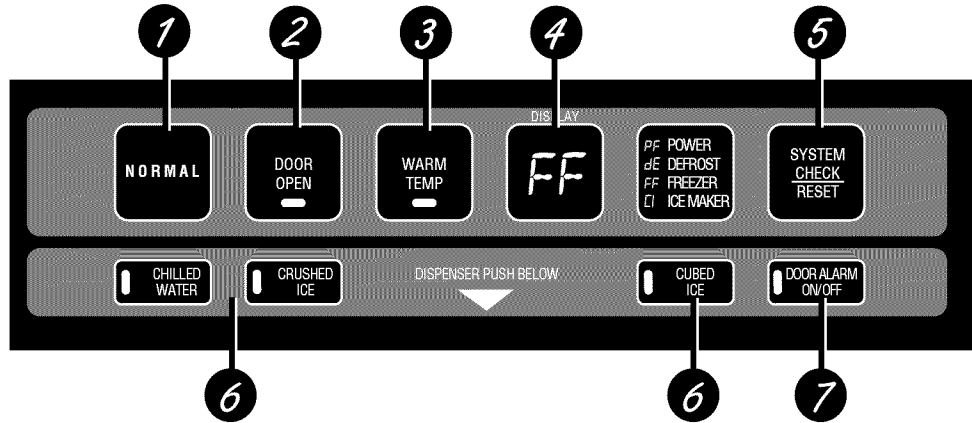 1 2 3 4 5
DISPLAY
NORMAL
DOOR
OPEN
WARM
TEMP
FF
PF POWER
dE DEFROST
FF FREEZER
CI ICE MAKER
SYSTEM
CHECK
RESET
CHILLED
WATER
CRUSHED
ICE
DISPENSER PUSH BELOW
CUBED
ICE
DOOR ALARM
ON/OFF
6 6 7